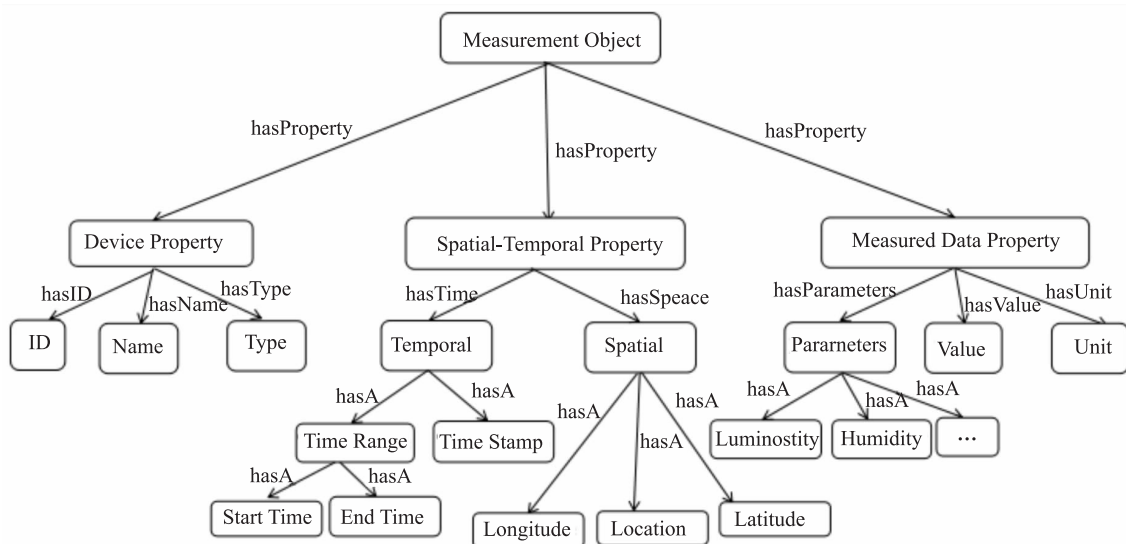 Measurement Object
hasProperty
hasProperty
hasProperty
Device Property
Spatial-Temporal Property
Measured Data Property
hasID
hasName
hasType
hasTime
hasSpeace
hasParameters
hasValue
hasUnit
ID
Name
Type
Temporal
Spatial
Pararneters
Value
Unit
hasA
hasA
hasA
hasA
hasA
hasA
hasA
hasA
Time Range
Time Stamp
Luminostity
Humidity
...
hasA
hasA
Start Time
End Time
Longitude
Location
Latitude